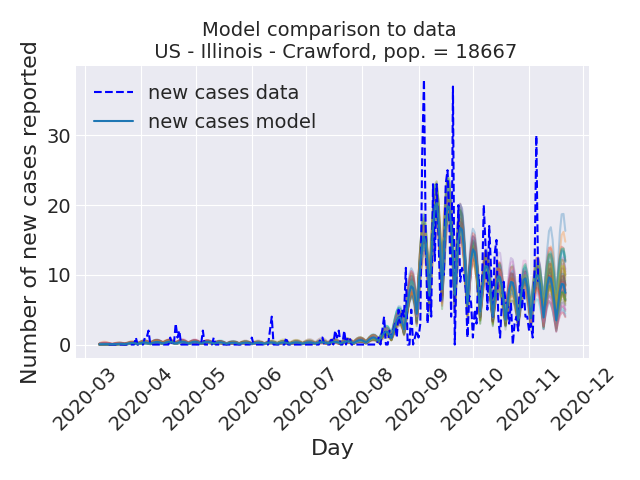 Model comparison to data
US - Illinois - Crawford, pop. = 18667
Number of new cases reported
new cases data
new cases model
30
20
10
0
2020-03
2020-04
2020-05
2020-06
2020-07
2020-08
2020-09
2020-10
2020-11
2020-12
Day